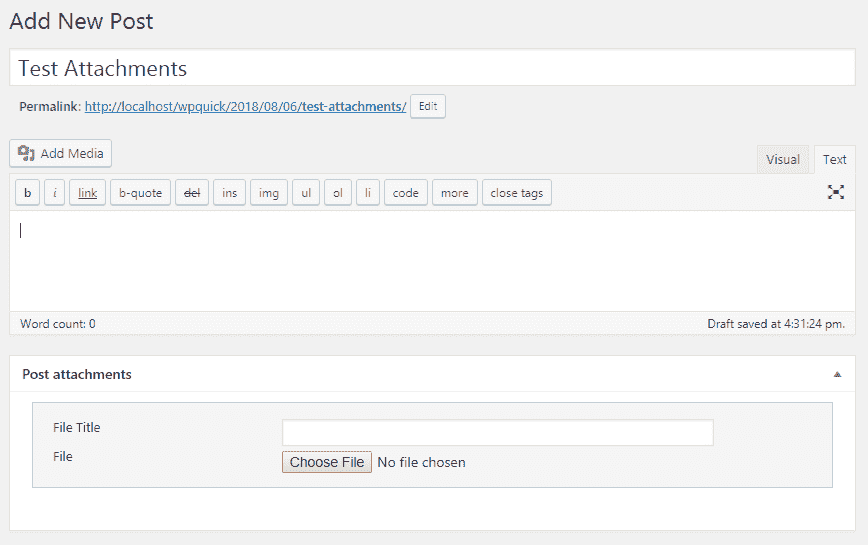 Add New Post
Test Attachments
Permalink: http://localhost/wpquick/2018/08/06/test-attachments/ Edit
Add Media Visual Text
b i link b-quote del ins img ul ol li code more close tags
Word count: 0 Draft saved at 4:31:24 pm.
Post attachments
File Title
File Choose File No file chosen